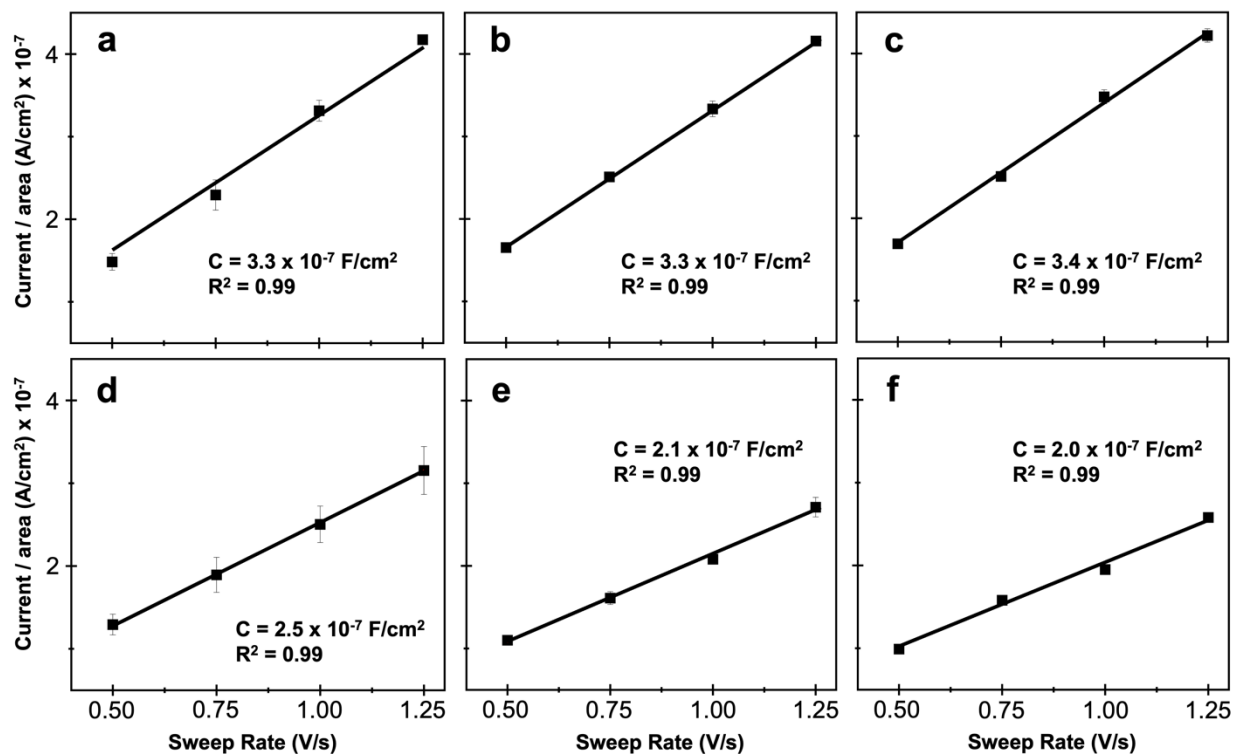 a
b
c
4
2
Current / area (A/cm²) x 10⁻⁷
C = 3.3 x 10⁻⁷ F/cm²
R² = 0.99
C = 3.3 x 10⁻⁷ F/cm²
R² = 0.99
C = 3.4 x 10⁻⁷ F/cm²
R² = 0.99
d
e
f
4
2
Current / area (A/cm²) x 10⁻⁷
C = 2.5 x 10⁻⁷ F/cm²
R² = 0.99
C = 2.1 x 10⁻⁷ F/cm²
R² = 0.99
C = 2.0 x 10⁻⁷ F/cm²
R² = 0.99
0.50 0.75 1.00 1.25
0.50 0.75 1.00 1.25
0.50 0.75 1.00 1.25
Sweep Rate (V/s)
Sweep Rate (V/s)
Sweep Rate (V/s)